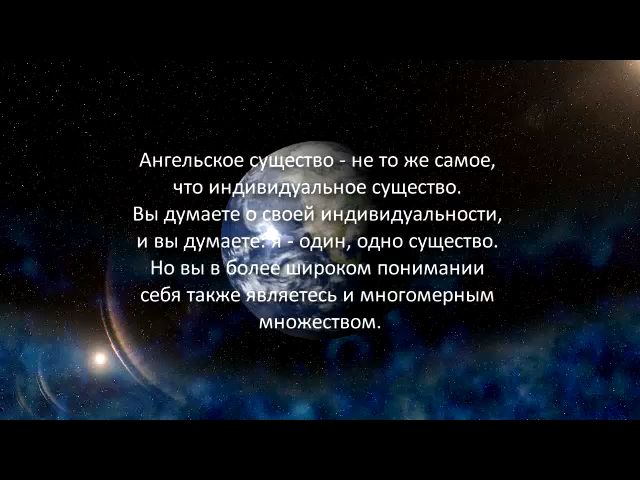 Ангельское существо - не то же самое,
что индивидуальное существо.
Вы думаете о своей индивидуальности,
и вы думаете: я - один, одно существо.
Но вы в более широком понимании
себя также являетесь и многомерным
множеством.